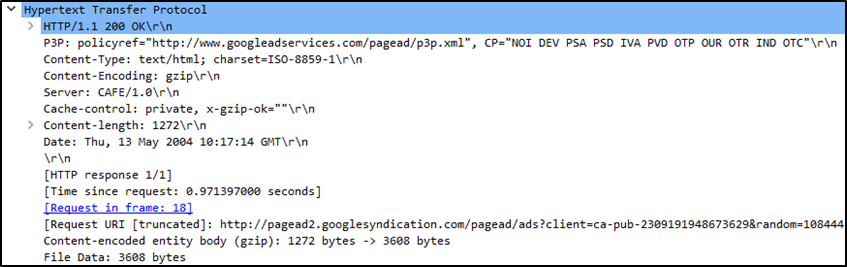 Hypertext Transfer Protocol
HTTP/1.1 200 OK\r\n
P3P: policyref="http://www.googleadservices.com/pagead/p3p.xml", CP="NOI DEV PSA PSD IVA PVD OTP OUR OTR IND OTC"\r\n
Content-Type: text/html; charset=ISO-8859-1\r\n
Content-Encoding: gzip\r\n
Server: CAFE/1.0\r\n
Cache-control: private, x-gzip-ok=""\r\n
Content-length: 1272\r\n
Date: Thu, 13 May 2004 10:17:14 GMT\r\n
\r\n
[HTTP response 1/1]
[Time since request: 0.971397000 seconds]
[Request in frame: 18]
[Request URI [truncated]: http://pagead2.googlesyndication.com/pagead/ads?client=ca-pub-2309191948673629&random=108444
Content-encoded entity body (gzip): 1272 bytes -> 3608 bytes
File Data: 3608 bytes